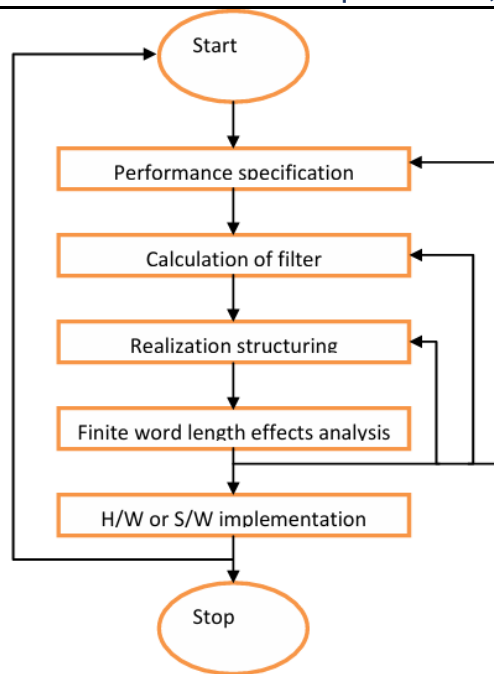 Start
Performance specification
Calculation of filter
Realization structuring
Finite word length effects analysis
H/W or S/W implementation
Stop